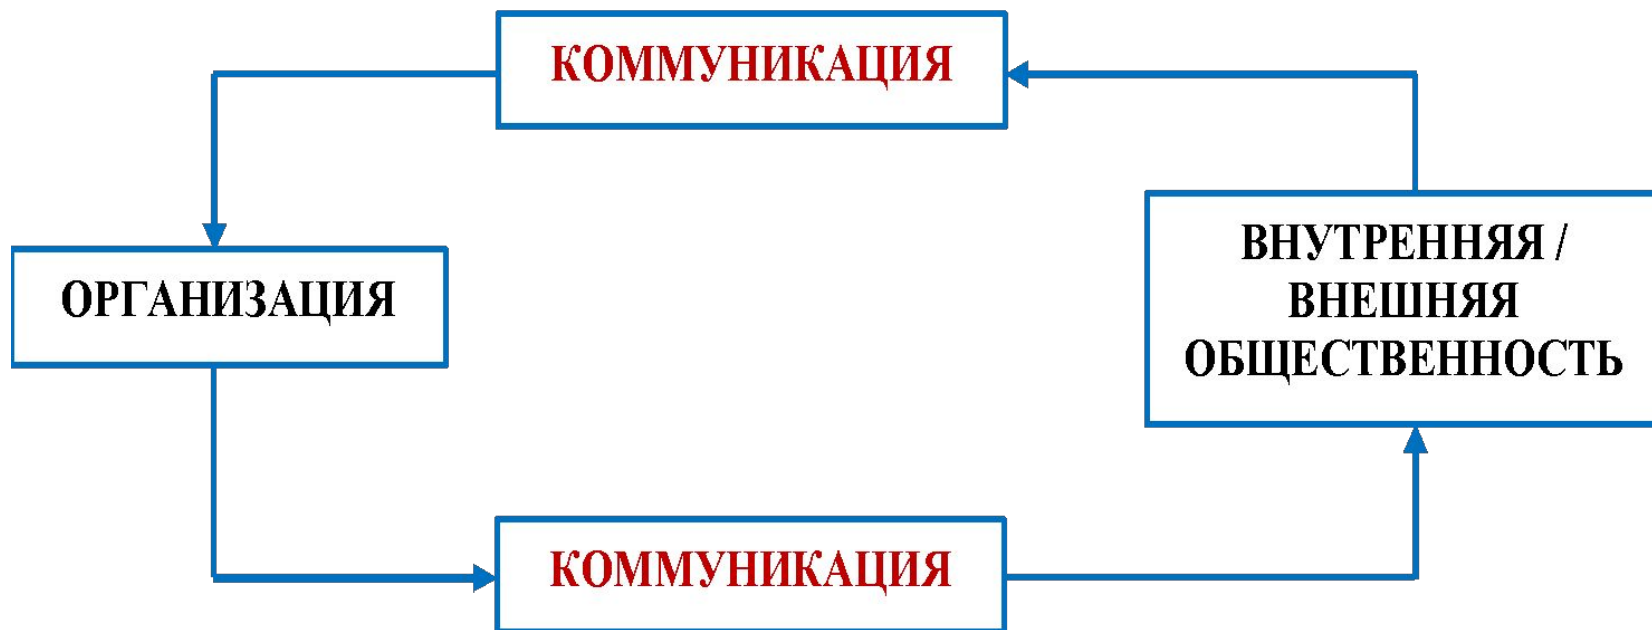 КОММУНИКАЦИЯ
ОРГАНИЗАЦИЯ
ВНУТРЕННЯЯ /
ВНЕШНЯЯ
ОБЩЕСТВЕННОСТЬ
КОММУНИКАЦИЯ